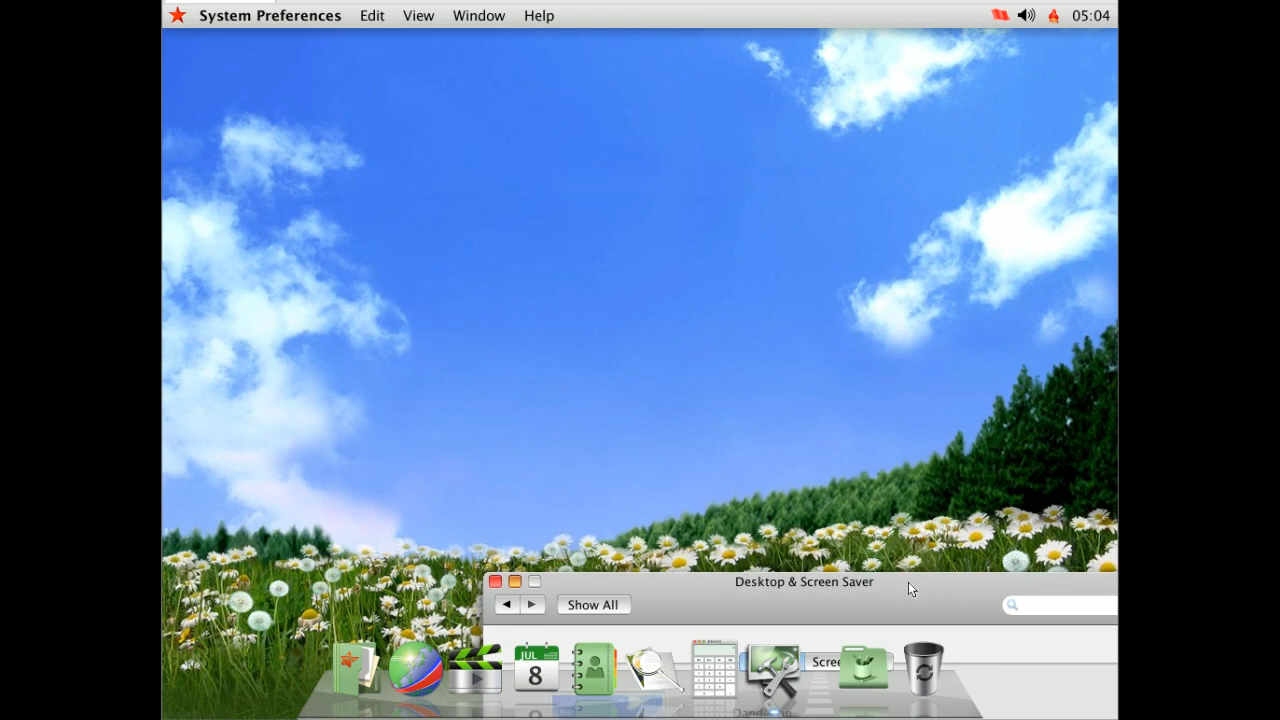 System Preferences Edit View Window Help 05:04
Desktop & Screen Saver
Show All
JUL
8